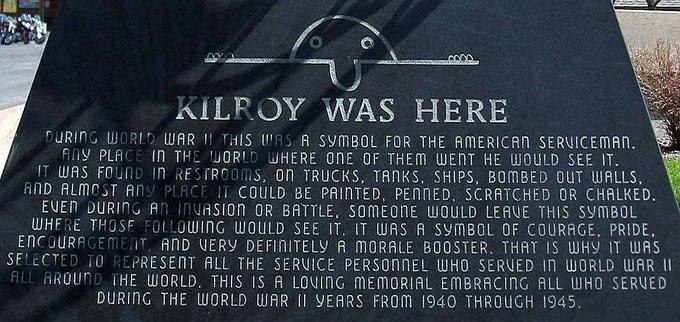 KILROY WAS HERE
DURING WORLD WAR II THIS WAS A SYMBOL FOR THE AMERICAN SERVICEMAN.
ANY PLACE IN THE WORLD WHERE ONE OF THEM WENT HE WOULD SEE IT.
IT WAS FOUND IN RESTROOMS, ON TRUCKS, TANKS, SHIPS, BOMBED OUT WALLS,
AND ALMOST ANY PLACE IT COULD BE PAINTED, PENNED, SCRATCHED OR CHALKED.
EVEN DURING AN INVASION OR BATTLE, SOMEONE WOULD LEAVE THIS SYMBOL
WHERE THOSE FOLLOWING WOULD SEE IT. IT WAS A SYMBOL OF COURAGE, PRIDE,
ENCOURAGEMENT, AND VERY DEFINITELY A MORALE BOOSTER. THAT IS WHY IT WAS
SELECTED TO REPRESENT ALL THE SERVICE PERSONNEL WHO SERVED IN WORLD WAR II
ALL AROUND THE WORLD. THIS IS A LOVING MEMORIAL EMBRACING ALL WHO SERVED
DURING THE WORLD WAR II YEARS FROM 1940 THROUGH 1945.